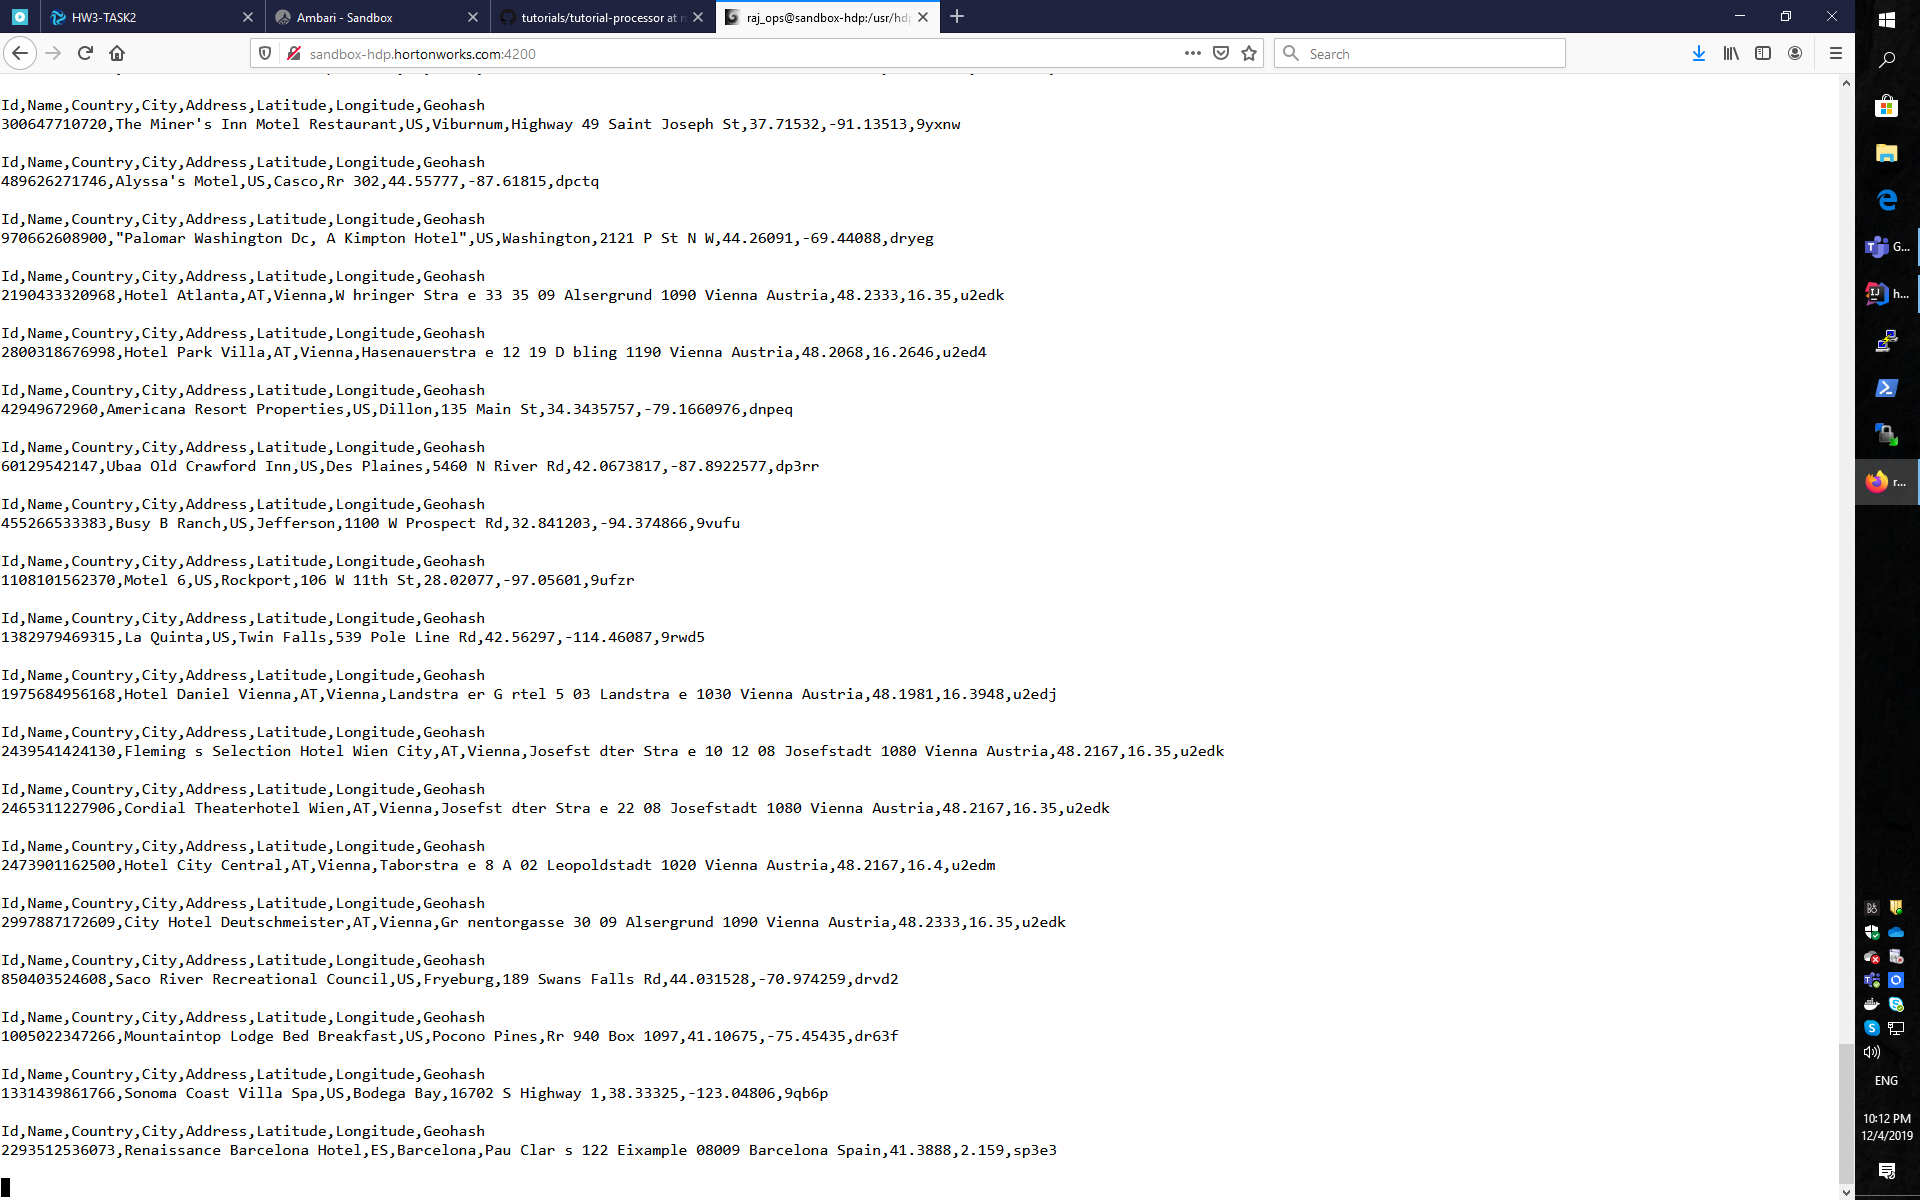 HW3-TASK2
Ambari - Sandbox
tutorials/tutorial-processor at
raj_ops@sandbox-hdp:/usr/hdp
sandbox-hdp.hortonworks.com:4200
Search
Id,Name,Country,City,Address,Latitude,Longitude,Geohash
300647710720,The Miner's Inn Motel Restaurant,US,Viburnum,Highway 49 Saint Joseph St,37.71532,-91.13513,9yxnw
Id,Name,Country,City,Address,Latitude,Longitude,Geohash
489626271746,Alyssa's Motel,US,Casco,Rr 302,44.55777,-87.61815,dpctq
Id,Name,Country,City,Address,Latitude,Longitude,Geohash
970662608900,"Palomar Washington Dc, A Kimpton Hotel",US,Washington,2121 P St N W,44.26091,-69.44088,dryeg
Id,Name,Country,City,Address,Latitude,Longitude,Geohash
2190433320968,Hotel Atlanta,AT,Vienna,W hringer Stra e 33 35 09 Alsergrund 1090 Vienna Austria,48.2333,16.35,u2edk
Id,Name,Country,City,Address,Latitude,Longitude,Geohash
2800318676998,Hotel Park Villa,AT,Vienna,Hasenauerstra e 12 19 D bling 1190 Vienna Austria,48.2068,16.2646,u2ed4
Id,Name,Country,City,Address,Latitude,Longitude,Geohash
42949672960,Americana Resort Properties,US,Dillon,135 Main St,34.3435757,-79.1660976,dnpeq
Id,Name,Country,City,Address,Latitude,Longitude,Geohash
60129542147,Ubaa Old Crawford Inn,US,Des Plaines,5460 N River Rd,42.0673817,-87.8922577,dp3rr
Id,Name,Country,City,Address,Latitude,Longitude,Geohash
455266533383,Busy B Ranch,US,Jefferson,1100 W Prospect Rd,32.841203,-94.374866,9vufu
Id,Name,Country,City,Address,Latitude,Longitude,Geohash
1108101562370,Motel 6,US,Rockport,106 W 11th St,28.02077,-97.05601,9ufzr
Id,Name,Country,City,Address,Latitude,Longitude,Geohash
1382979469315,La Quinta,US,Twin Falls,539 Pole Line Rd,42.56297,-114.46087,9rwd5
Id,Name,Country,City,Address,Latitude,Longitude,Geohash
1975684956168,Hotel Daniel Vienna,AT,Vienna,Landstra er G rtel 5 03 Landstra e 1030 Vienna Austria,48.1981,16.3948,u2edj
Id,Name,Country,City,Address,Latitude,Longitude,Geohash
2439541424130,Fleming s Selection Hotel Wien City,AT,Vienna,Josefst dter Stra e 10 12 08 Josefstadt 1080 Vienna Austria,48.2167,16.35,u2edk
Id,Name,Country,City,Address,Latitude,Longitude,Geohash
2465311227906,Cordial Theaterhotel Wien,AT,Vienna,Josefst dter Stra e 22 08 Josefstadt 1080 Vienna Austria,48.2167,16.35,u2edk
Id,Name,Country,City,Address,Latitude,Longitude,Geohash
2473901162500,Hotel City Central,AT,Vienna,Taborstra e 8 A 02 Leopoldstadt 1020 Vienna Austria,48.2167,16.4,u2edm
Id,Name,Country,City,Address,Latitude,Longitude,Geohash
2997887172609,City Hotel Deutschmeister,AT,Vienna,Gr nentorgasse 30 09 Alsergrund 1090 Vienna Austria,48.2333,16.35,u2edk
Id,Name,Country,City,Address,Latitude,Longitude,Geohash
850403524608,Saco River Recreational Council,US,Fryeburg,189 Swans Falls Rd,44.031528,-70.974259,drvd2
Id,Name,Country,City,Address,Latitude,Longitude,Geohash
1005022347266,Mountaintop Lodge Bed Breakfast,US,Pocono Pines,Rr 940 Box 1097,41.10675,-75.45435,dr63f
Id,Name,Country,City,Address,Latitude,Longitude,Geohash
1331439861766,Sonoma Coast Villa Spa,US,Bodega Bay,16702 S Highway 1,38.33325,-123.04806,9qb6p
Id,Name,Country,City,Address,Latitude,Longitude,Geohash
2293512536073,Renaissance Barcelona Hotel,ES,Barcelona,Pau Clar s 122 Eixample 08009 Barcelona Spain,41.3888,2.159,sp3e3
G...
h...
r...
ENG
10:12 PM
12/4/2019